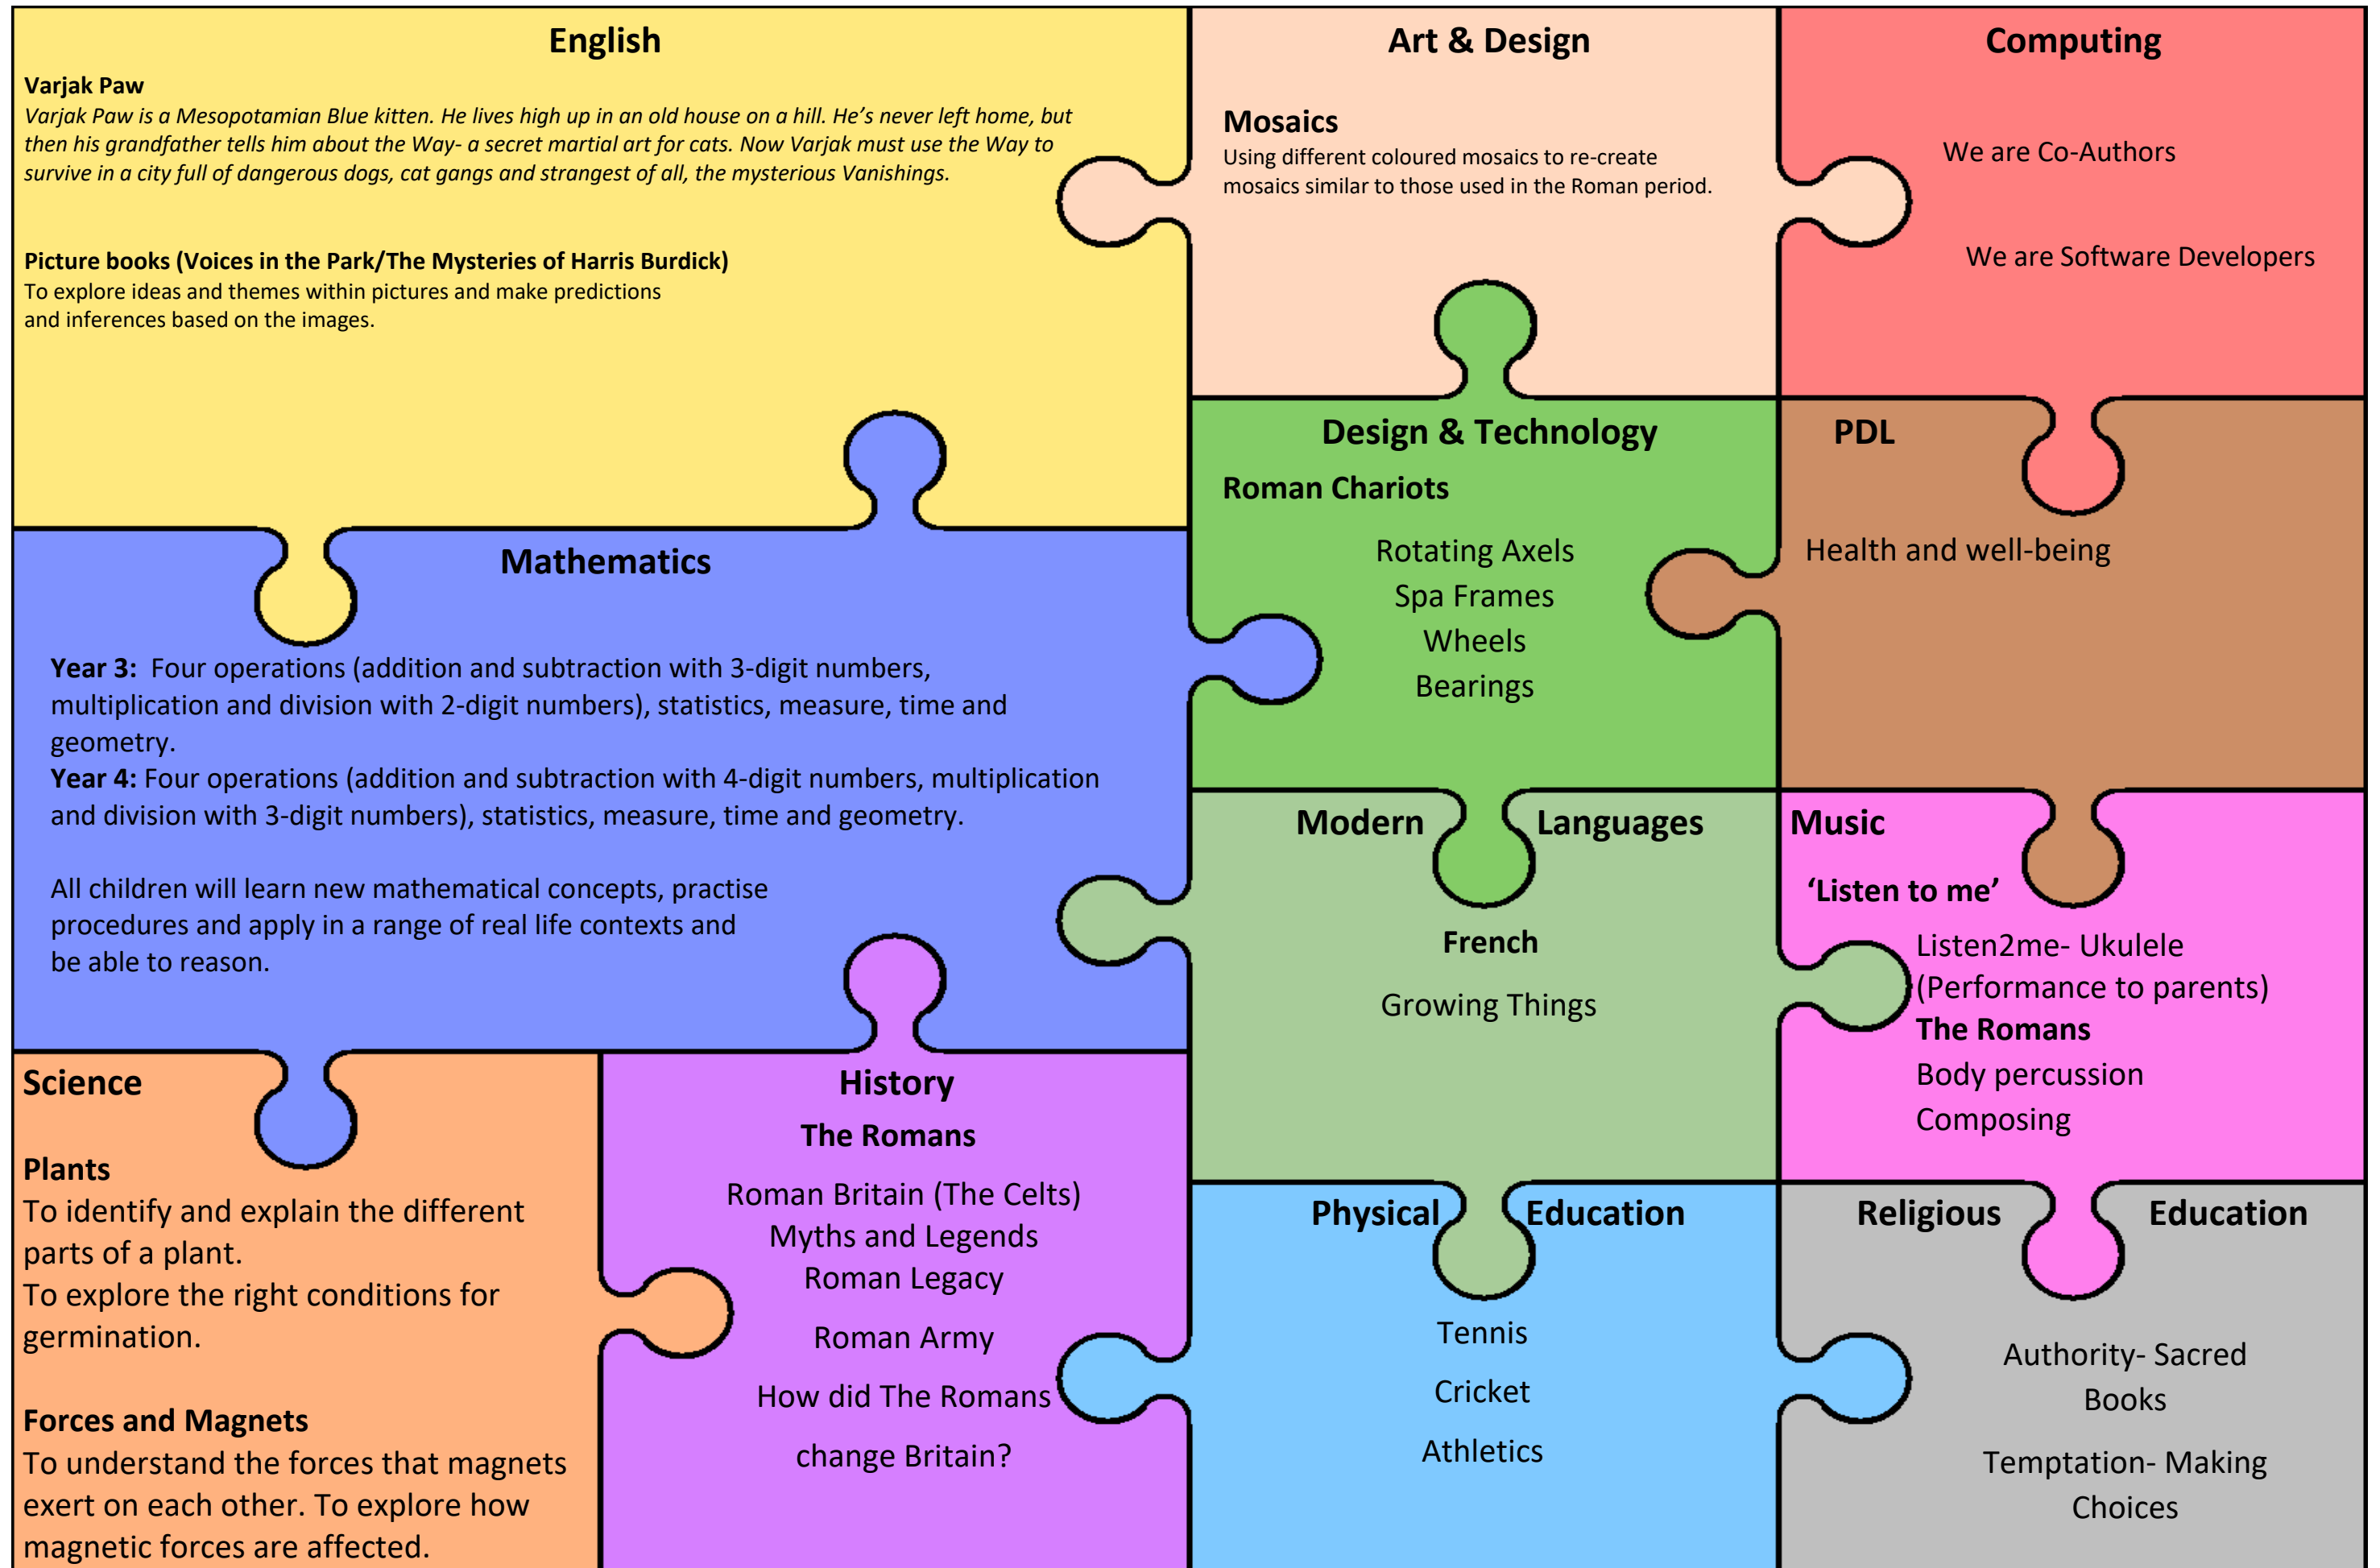 English
Varjak Paw
Varjak Paw is a Mesopotamian Blue kitten. He lives high up in an old house on a hill. He’s never left home, but
then his grandfather tells him about the Way- a secret martial art for cats. Now Varjak must use the Way to
survive in a city full of dangerous dogs, cat gangs and strangest of all, the mysterious Vanishings.
Picture books (Voices in the Park/The Mysteries of Harris Burdick)
To explore ideas and themes within pictures and make predictions
and inferences based on the images.
Art & Design
Mosaics
Using different coloured mosaics to re-create
mosaics similar to those used in the Roman period.
Computing
We are Co-Authors
We are Software Developers
Mathematics
Year 3:  Four operations (addition and subtraction with 3-digit numbers,
multiplication and division with 2-digit numbers), statistics, measure, time and
geometry.
Year 4: Four operations (addition and subtraction with 4-digit numbers, multiplication
and division with 3-digit numbers), statistics, measure, time and geometry.
All children will learn new mathematical concepts, practise
procedures and apply in a range of real life contexts and
be able to reason.
Design & Technology
Roman Chariots
Rotating Axels
Spa Frames
Wheels
Bearings
PDL
Health and well-being
Modern Languages
French
Growing Things
Music
‘Listen to me’
Listen2me- Ukulele
(Performance to parents)
The Romans
Body percussion
Composing
Science
Plants
To identify and explain the different
parts of a plant.
To explore the right conditions for
germination.
Forces and Magnets
To understand the forces that magnets
exert on each other. To explore how
magnetic forces are affected.
History
The Romans
Roman Britain (The Celts)
Myths and Legends
Roman Legacy
Roman Army
How did The Romans
change Britain?
Physical Education
Tennis
Cricket
Athletics
Religious Education
Authority- Sacred
Books
Temptation- Making
Choices